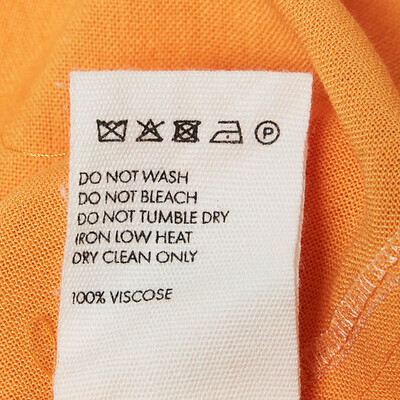 P
DO NOT WASH
DO NOT BLEACH
DO NOT TUMBLE DRY
IRON LOW HEAT
DRY CLEAN ONLY
100% VISCOSE